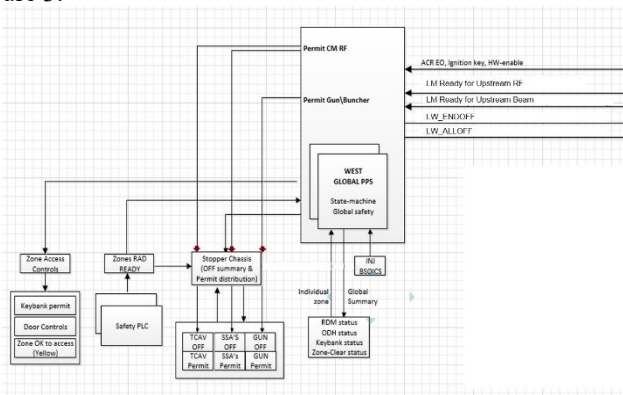 Permit CM RF
ACR EO, Ignition key, HW-enable
LM Ready for Upstream RF
Permit Gun\Buncher
LM Ready for Upstream Beam
LW_ENDOFF
LW_ALLOFF
WEST
GLOBAL PPS
State-machine
Global safety
Zone Access
Controls
Zones RAD
READY
Stopper Chassis
(OFF summary &
Permit distribution)
INJ
BSOICS
Individual
zone
Global
Summary
Keybank permit
Door Controls
Zone OK to access
(Yellow)
Safety PLC
TCAV
OFF
SSA'S
OFF
GUN
OFF
TCAV
Permit
SSA's
Permit
GUN
Permit
RDM status
ODH status
Keybank status
Zone-Clear status